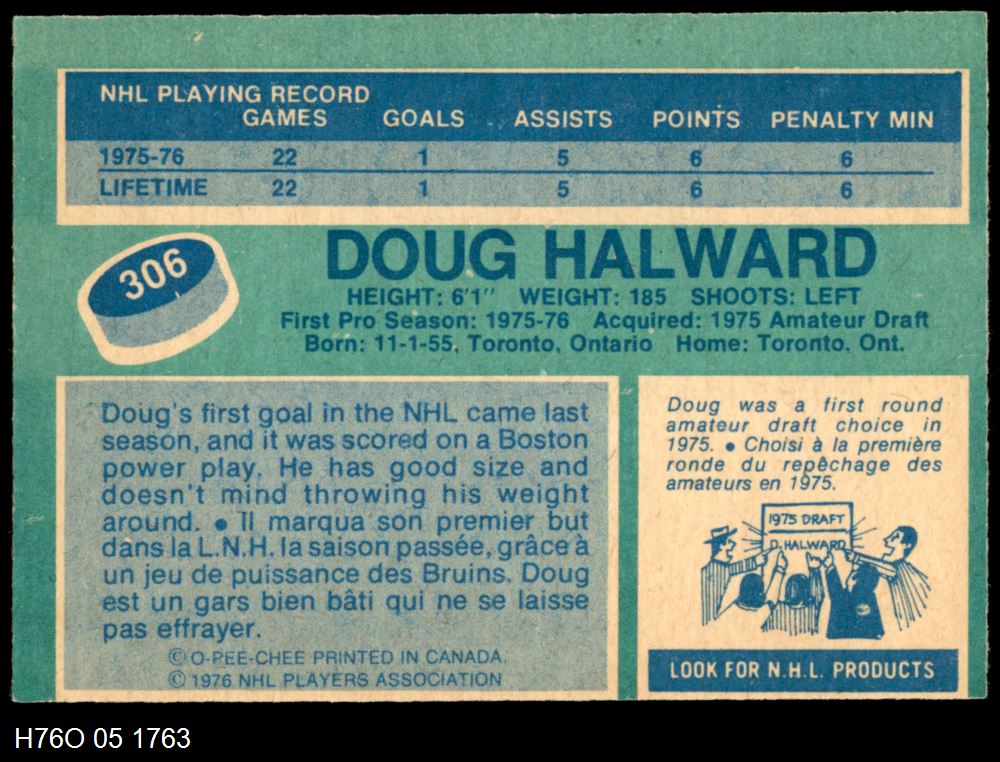 NHL PLAYING RECORD
GAMES GOALS ASSISTS POINTS PENALTY MIN
1975-76 22 1 5 6 6
LIFETIME 22 1 5 6 6
306
DOUG HALWARD
HEIGHT: 6'1" WEIGHT: 185 SHOOTS: LEFT
First Pro Season: 1975-76 Acquired: 1975 Amateur Draft
Born: 11-1-55, Toronto, Ontario Home: Toronto, Ont.
Doug's first goal in the NHL came last
season, and it was scored on a Boston
power play. He has good size and
doesn't mind throwing his weight
around. • Il marqua son premier but
dans la L.N.H. la saison passée, grâce à
un jeu de puissance des Bruins. Doug
est un gars bien bâti qui ne se laisse
pas effrayer.
© O-PEE-CHEE PRINTED IN CANADA.
© 1976 NHL PLAYERS ASSOCIATION
Doug was a first round
amateur draft choice in
1975. • Choisi à la première
ronde du repêchage des
amateurs en 1975.
1975 DRAFT
D. HALWARD
LOOK FOR N.H.L. PRODUCTS
H76O 05 1763